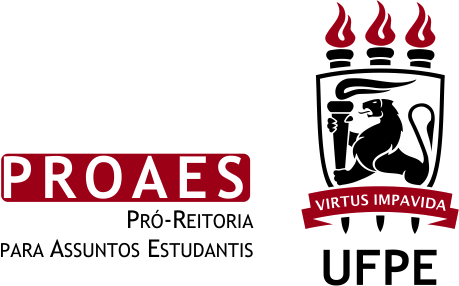 PROAES
PRÓ-REITORIA
PARA ASSUNTOS ESTUDANTIS
VIRTUS IMPAVIDA
UFPE